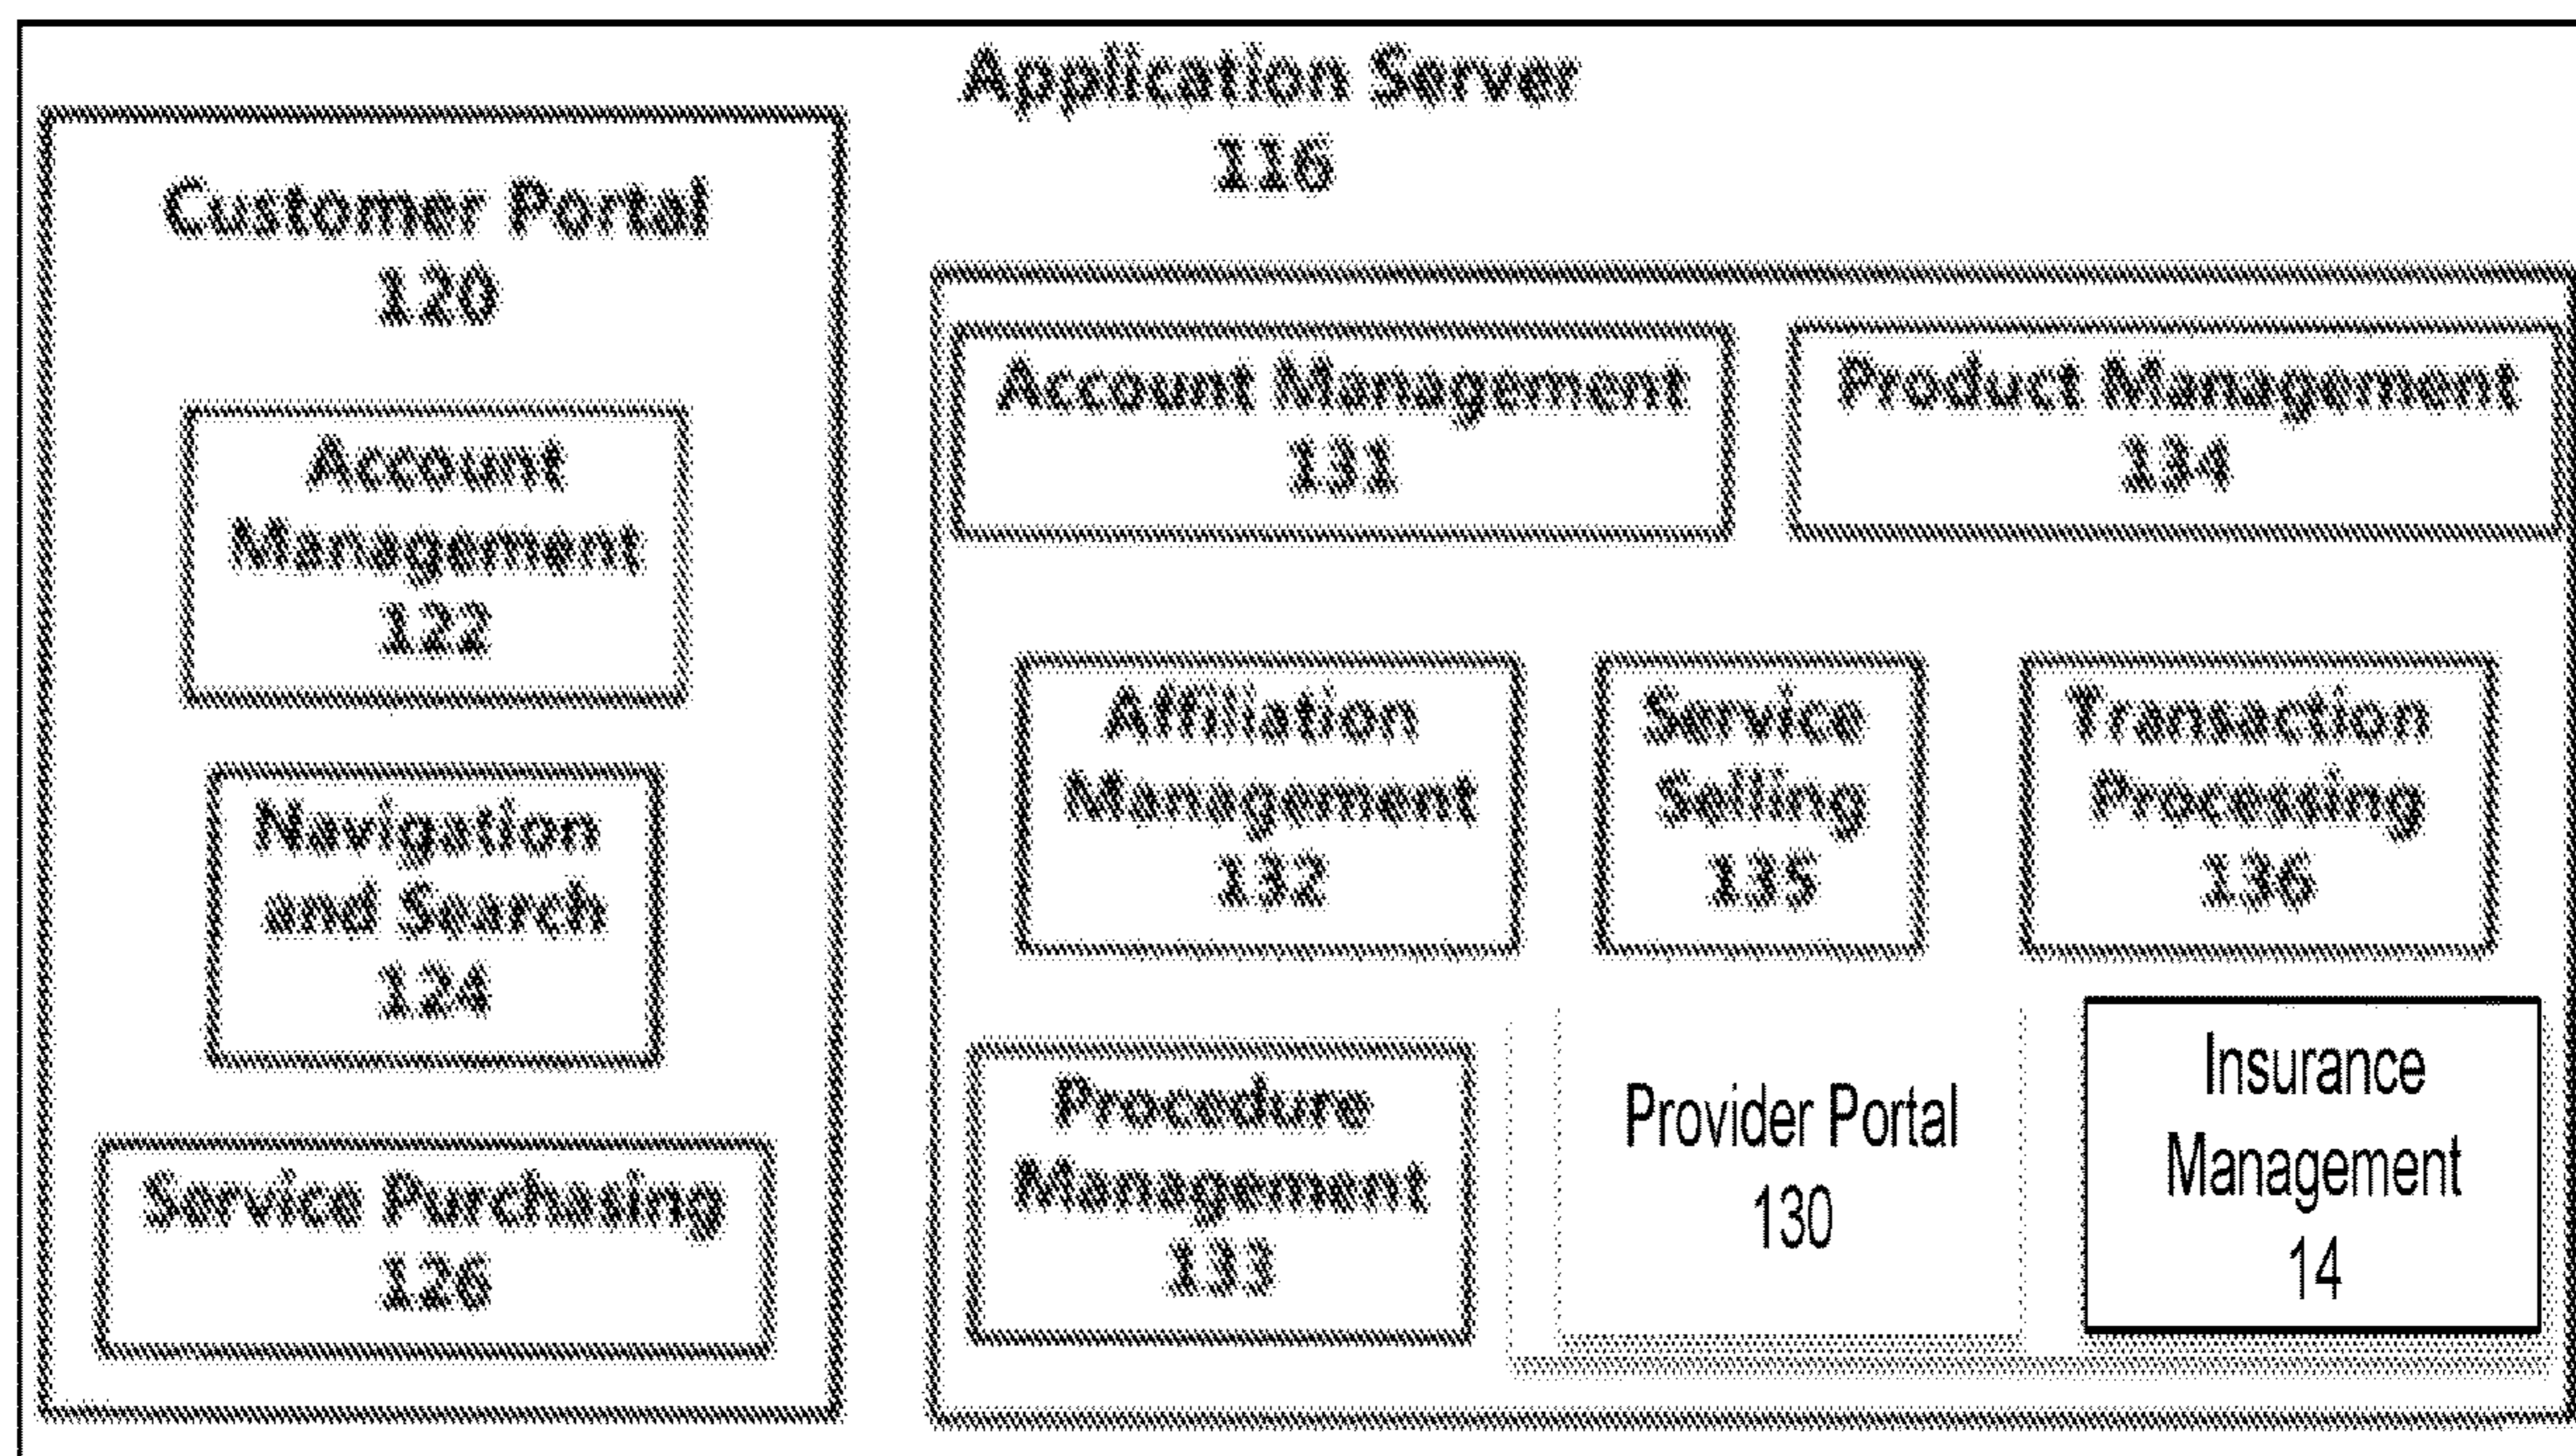 Application Server
116
Customer Portal
120
Account
Management
122
Navigation
and Search
124
Service Purchasing
126
Account Management
131
Product Management
134
Affiliation
Management
132
Service
Selling
135
Transaction
Processing
136
Procedure
Management
133
Provider Portal
130
Insurance
Management
14